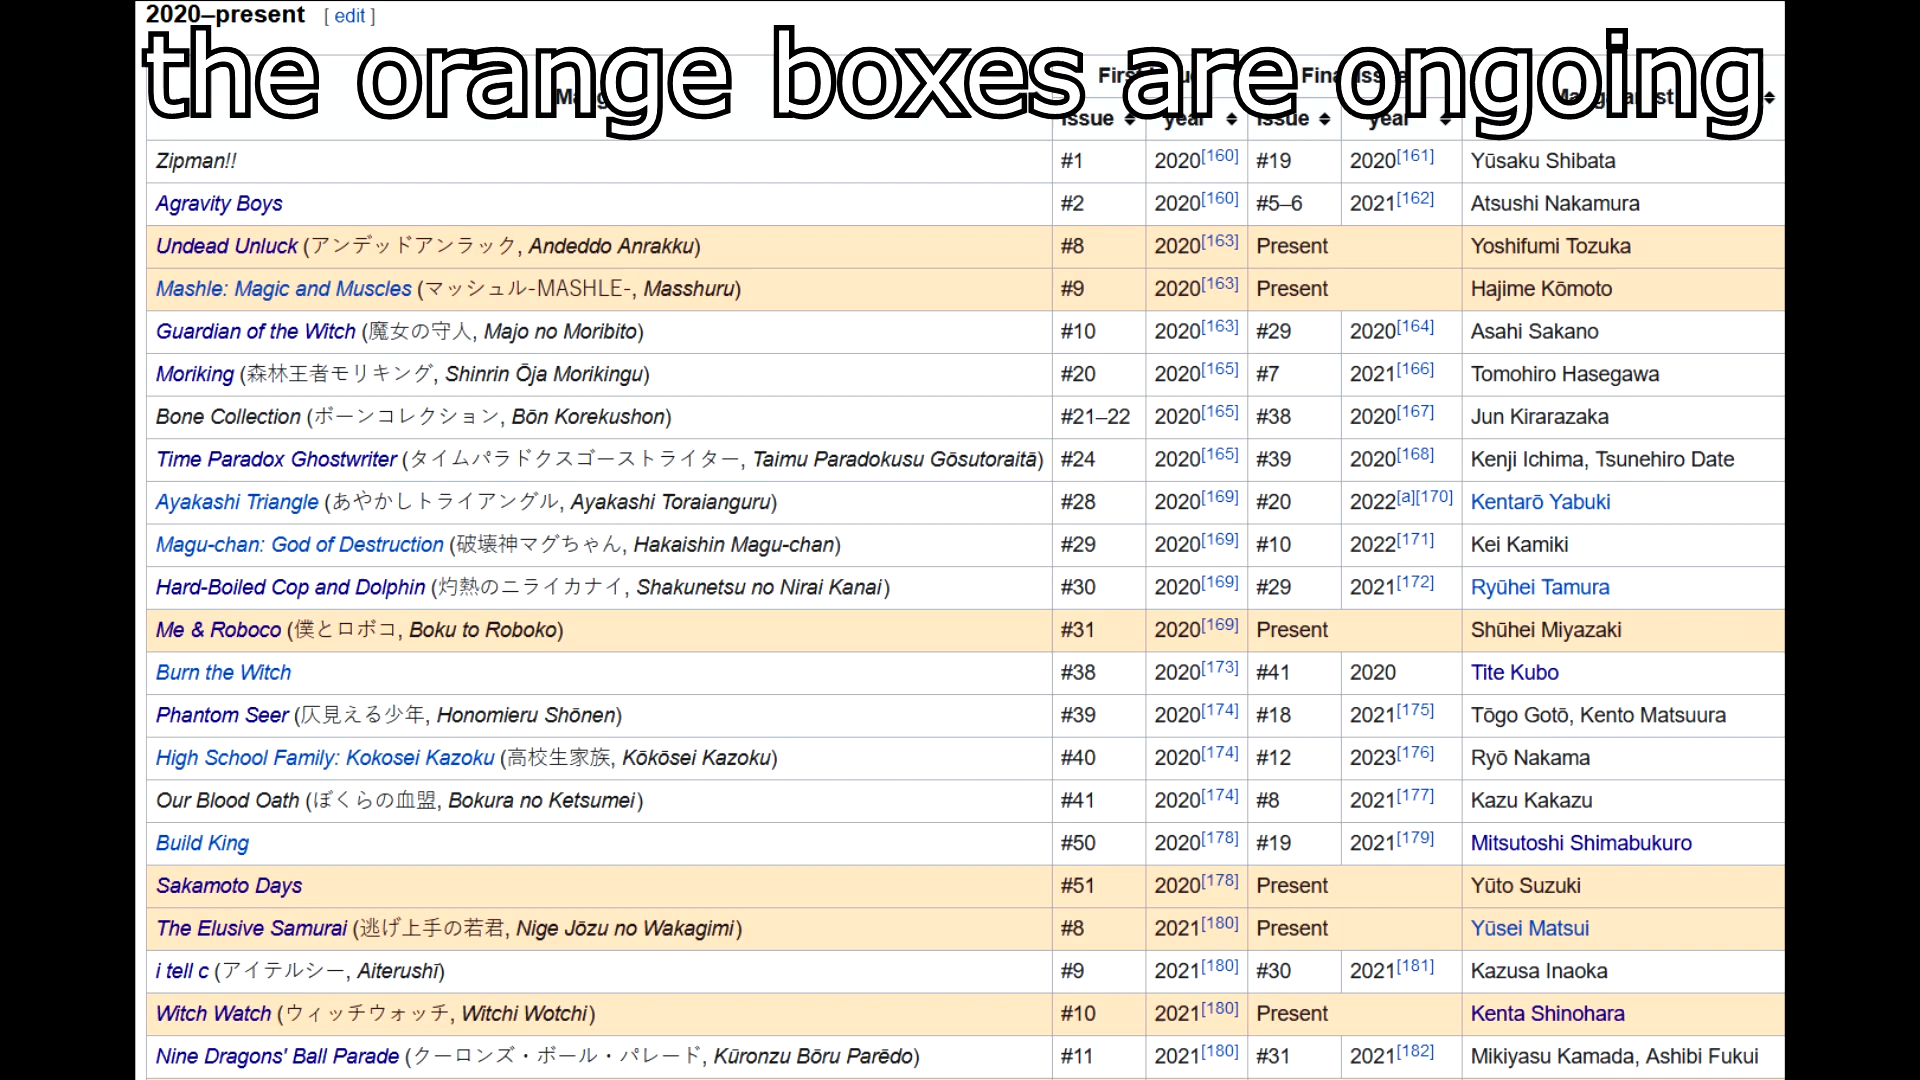 2020–present [ edit ]
the orange boxes are ongoing
issue year issue year
Zipman!! #1 2020[160] #19 2020[161] Yūsaku Shibata
Agravity Boys #2 2020[160] #5–6 2021[162] Atsushi Nakamura
Undead Unluck (アンデッドアンラック, Andeddo Anrakku) #8 2020[163] Present Yoshifumi Tozuka
Mashle: Magic and Muscles (マッシュル-MASHLE-, Masshuru) #9 2020[163] Present Hajime Kōmoto
Guardian of the Witch (魔女の守人, Majo no Moribito) #10 2020[163] #29 2020[164] Asahi Sakano
Moriking (森林王者モリキング, Shinrin Ōja Morikingu) #20 2020[165] #7 2021[166] Tomohiro Hasegawa
Bone Collection (ボーンコレクション, Bōn Korekushon) #21–22 2020[165] #38 2020[167] Jun Kirarazaka
Time Paradox Ghostwriter (タイムパラドクスゴーストライター, Taimu Paradokusu Gōsutoraitā) #24 2020[165] #39 2020[168] Kenji Ichima, Tsunehiro Date
Ayakashi Triangle (あやかしトライアングル, Ayakashi Toraianguru) #28 2020[169] #20 2022[a][170] Kentarō Yabuki
Magu-chan: God of Destruction (破壊神マグちゃん, Hakaishin Magu-chan) #29 2020[169] #10 2022[171] Kei Kamiki
Hard-Boiled Cop and Dolphin (灼熱のニライカナイ, Shakunetsu no Nirai Kanai) #30 2020[169] #29 2021[172] Ryūhei Tamura
Me & Roboco (僕とロボコ, Boku to Roboko) #31 2020[169] Present Shūhei Miyazaki
Burn the Witch #38 2020[173] #41 2020 Tite Kubo
Phantom Seer (仄見える少年, Honomieru Shōnen) #39 2020[174] #18 2021[175] Tōgo Gotō, Kento Matsuura
High School Family: Kokosei Kazoku (高校生家族, Kōkōsei Kazoku) #40 2020[174] #12 2023[176] Ryō Nakama
Our Blood Oath (ぼくらの血盟, Bokura no Ketsumei) #41 2020[174] #8 2021[177] Kazu Kakazu
Build King #50 2020[178] #19 2021[179] Mitsutoshi Shimabukuro
Sakamoto Days #51 2020[178] Present Yūto Suzuki
The Elusive Samurai (逃げ上手の若君, Nige Jōzu no Wakagimi) #8 2021[180] Present Yūsei Matsui
i tell c (アイテルシー, Aiterushī) #9 2021[180] #30 2021[181] Kazusa Inaoka
Witch Watch (ウィッチウォッチ, Witchi Wotchi) #10 2021[180] Present Kenta Shinohara
Nine Dragons' Ball Parade (クーロンズ・ボール・パレード, Kūronzu Bōru Parēdo) #11 2021[180] #31 2021[182] Mikiyasu Kamada, Ashibi Fukui